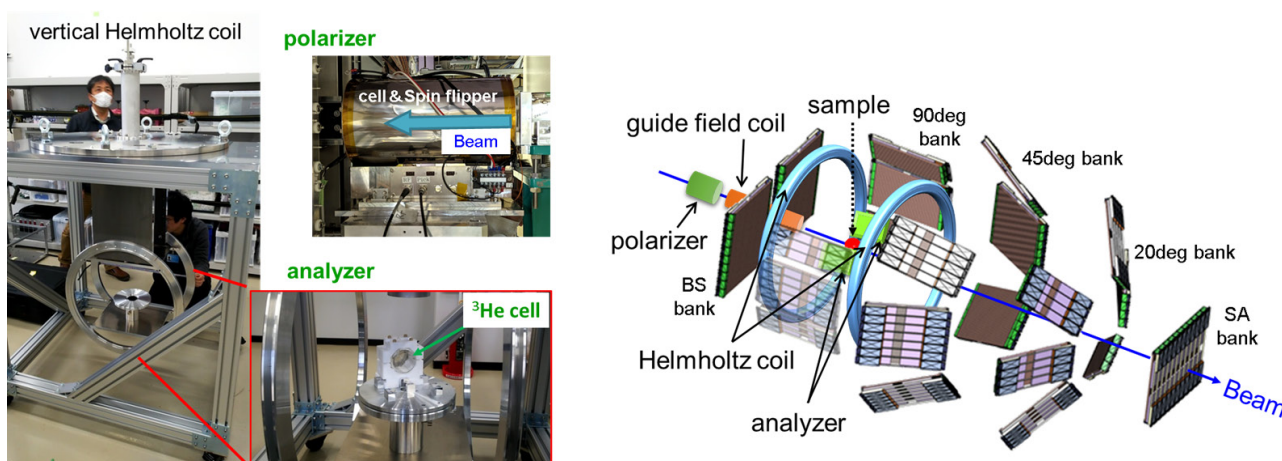 vertical Helmholtz coil
polarizer
cell & Spin flipper
Beam
analyzer
³He cell
sample
guide field coil
90deg
bank
45deg bank
polarizer
20deg bank
BS
bank
SA
bank
Helmholtz coil
analyzer
Beam